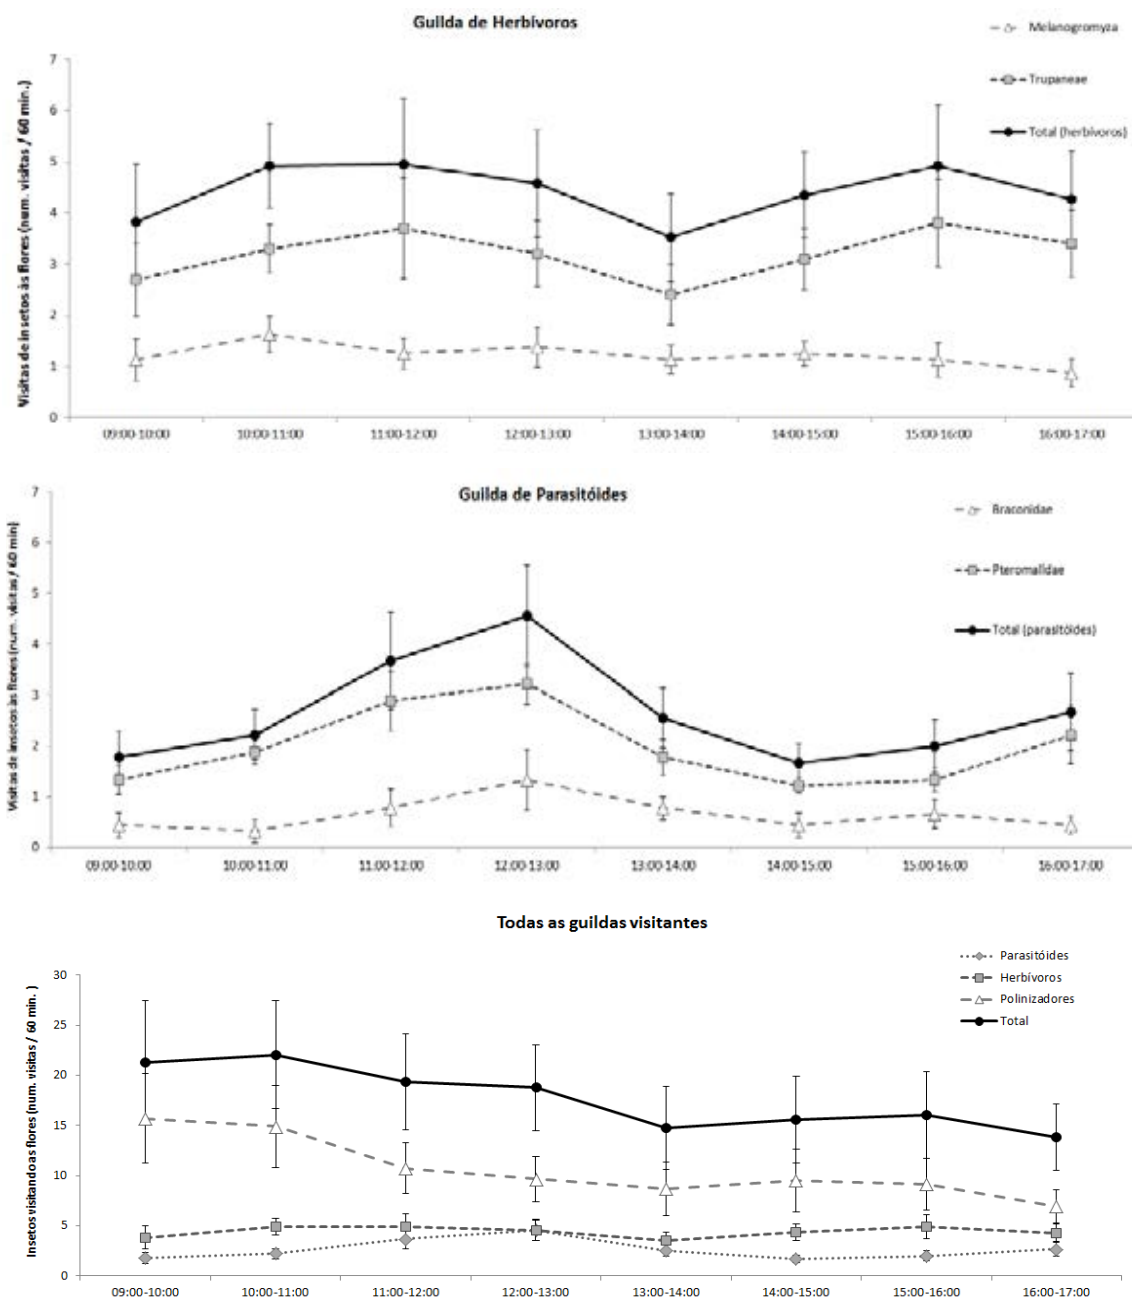 Guilda de Herbívoros
Melanogromyza
Trupaneae
Total (herbívoros)
Visitas de insetos às flores (num. visitas / 60 min.)
7
6
5
4
3
2
1
0
09:00-10:00 10:00-11:00 11:00-12:00 12:00-13:00 13:00-14:00 14:00-15:00 15:00-16:00 16:00-17:00
Guilda de Parasitóides
Braconidae
Pteromalidae
Total (parasitóides)
Visitas de insetos às flores (num. visitas / 60 min)
7
6
5
4
3
2
1
0
09:00-10:00 10:00-11:00 11:00-12:00 12:00-13:00 13:00-14:00 14:00-15:00 15:00-16:00 16:00-17:00
Todas as guildas visitantes
Parasitóides
Herbívoros
Polinizadores
Total
Insetos visitando as flores (num. visitas / 60 min. )
30
25
20
15
10
5
0
09:00-10:00 10:00-11:00 11:00-12:00 12:00-13:00 13:00-14:00 14:00-15:00 15:00-16:00 16:00-17:00